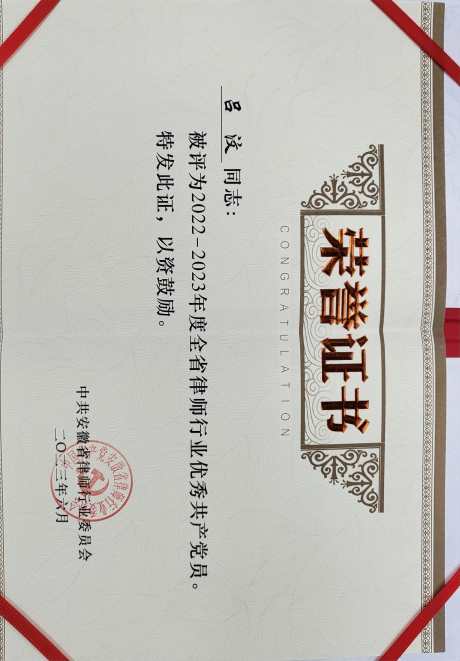 荣誉证书
CONGRATULATION
吕汶 同志：
被评为2022-2023年度全省律师行业优秀共产党员。
特发此证，以资鼓励。
中共安徽省律师行业委员会
二〇二三年六月